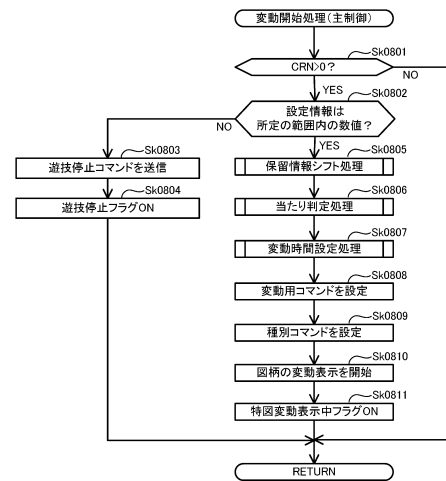 変動開始処理(主制御)
Sk0801
CRN>0?
NO
YES
Sk0802
設定情報は
所定の範囲内の数値?
NO
YES
Sk0803
遊技停止コマンドを送信
Sk0804
遊技停止フラグON
Sk0805
保留情報シフト処理
Sk0806
当たり判定処理
Sk0807
変動時間設定処理
Sk0808
変動用コマンドを設定
Sk0809
種別コマンドを設定
Sk0810
図柄の変動表示を開始
Sk0811
特図変動表示中フラグON
RETURN